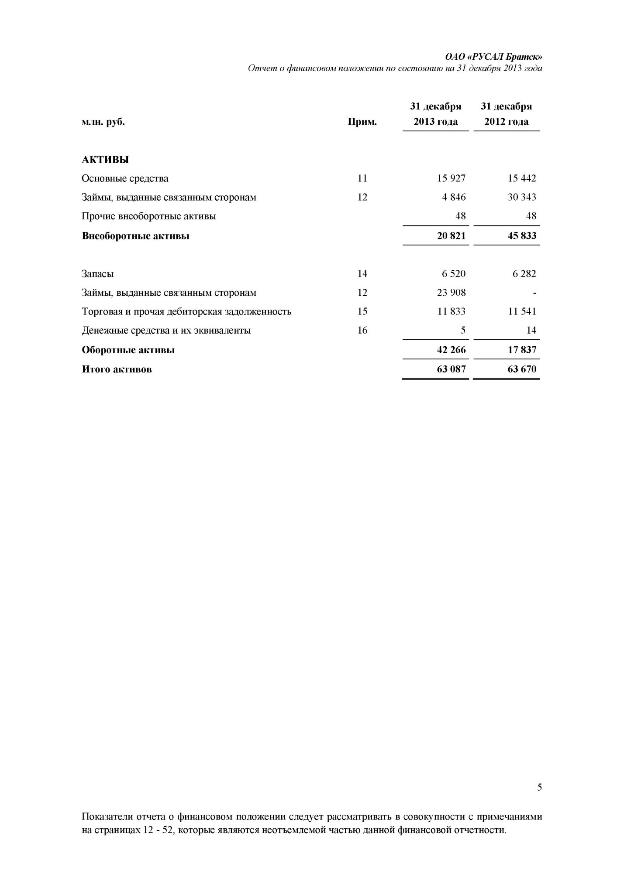 ОАО «РУСАЛ Братск»
Отчет о финансовом положении по состоянию на 31 декабря 2013 года
31 декабря 31 декабря
млн. руб. Прим. 2013 года 2012 года
АКТИВЫ
Основные средства 11 15 927 15 442
Займы, выданные связанным сторонам 12 4 846 30 343
Прочие внеоборотные активы 48 48
Внеоборотные активы 20 821 45 833
Запасы 14 6 520 6 282
Займы, выданные связанным сторонам 12 23 908 -
Торговая и прочая дебиторская задолженность 15 11 833 11 541
Денежные средства и их эквиваленты 16 5 14
Оборотные активы 42 266 17 837
Итого активов 63 087 63 670
5
Показатели отчета о финансовом положении следует рассматривать в совокупности с примечаниями
на страницах 12 - 52, которые являются неотъемлемой частью данной финансовой отчетности.